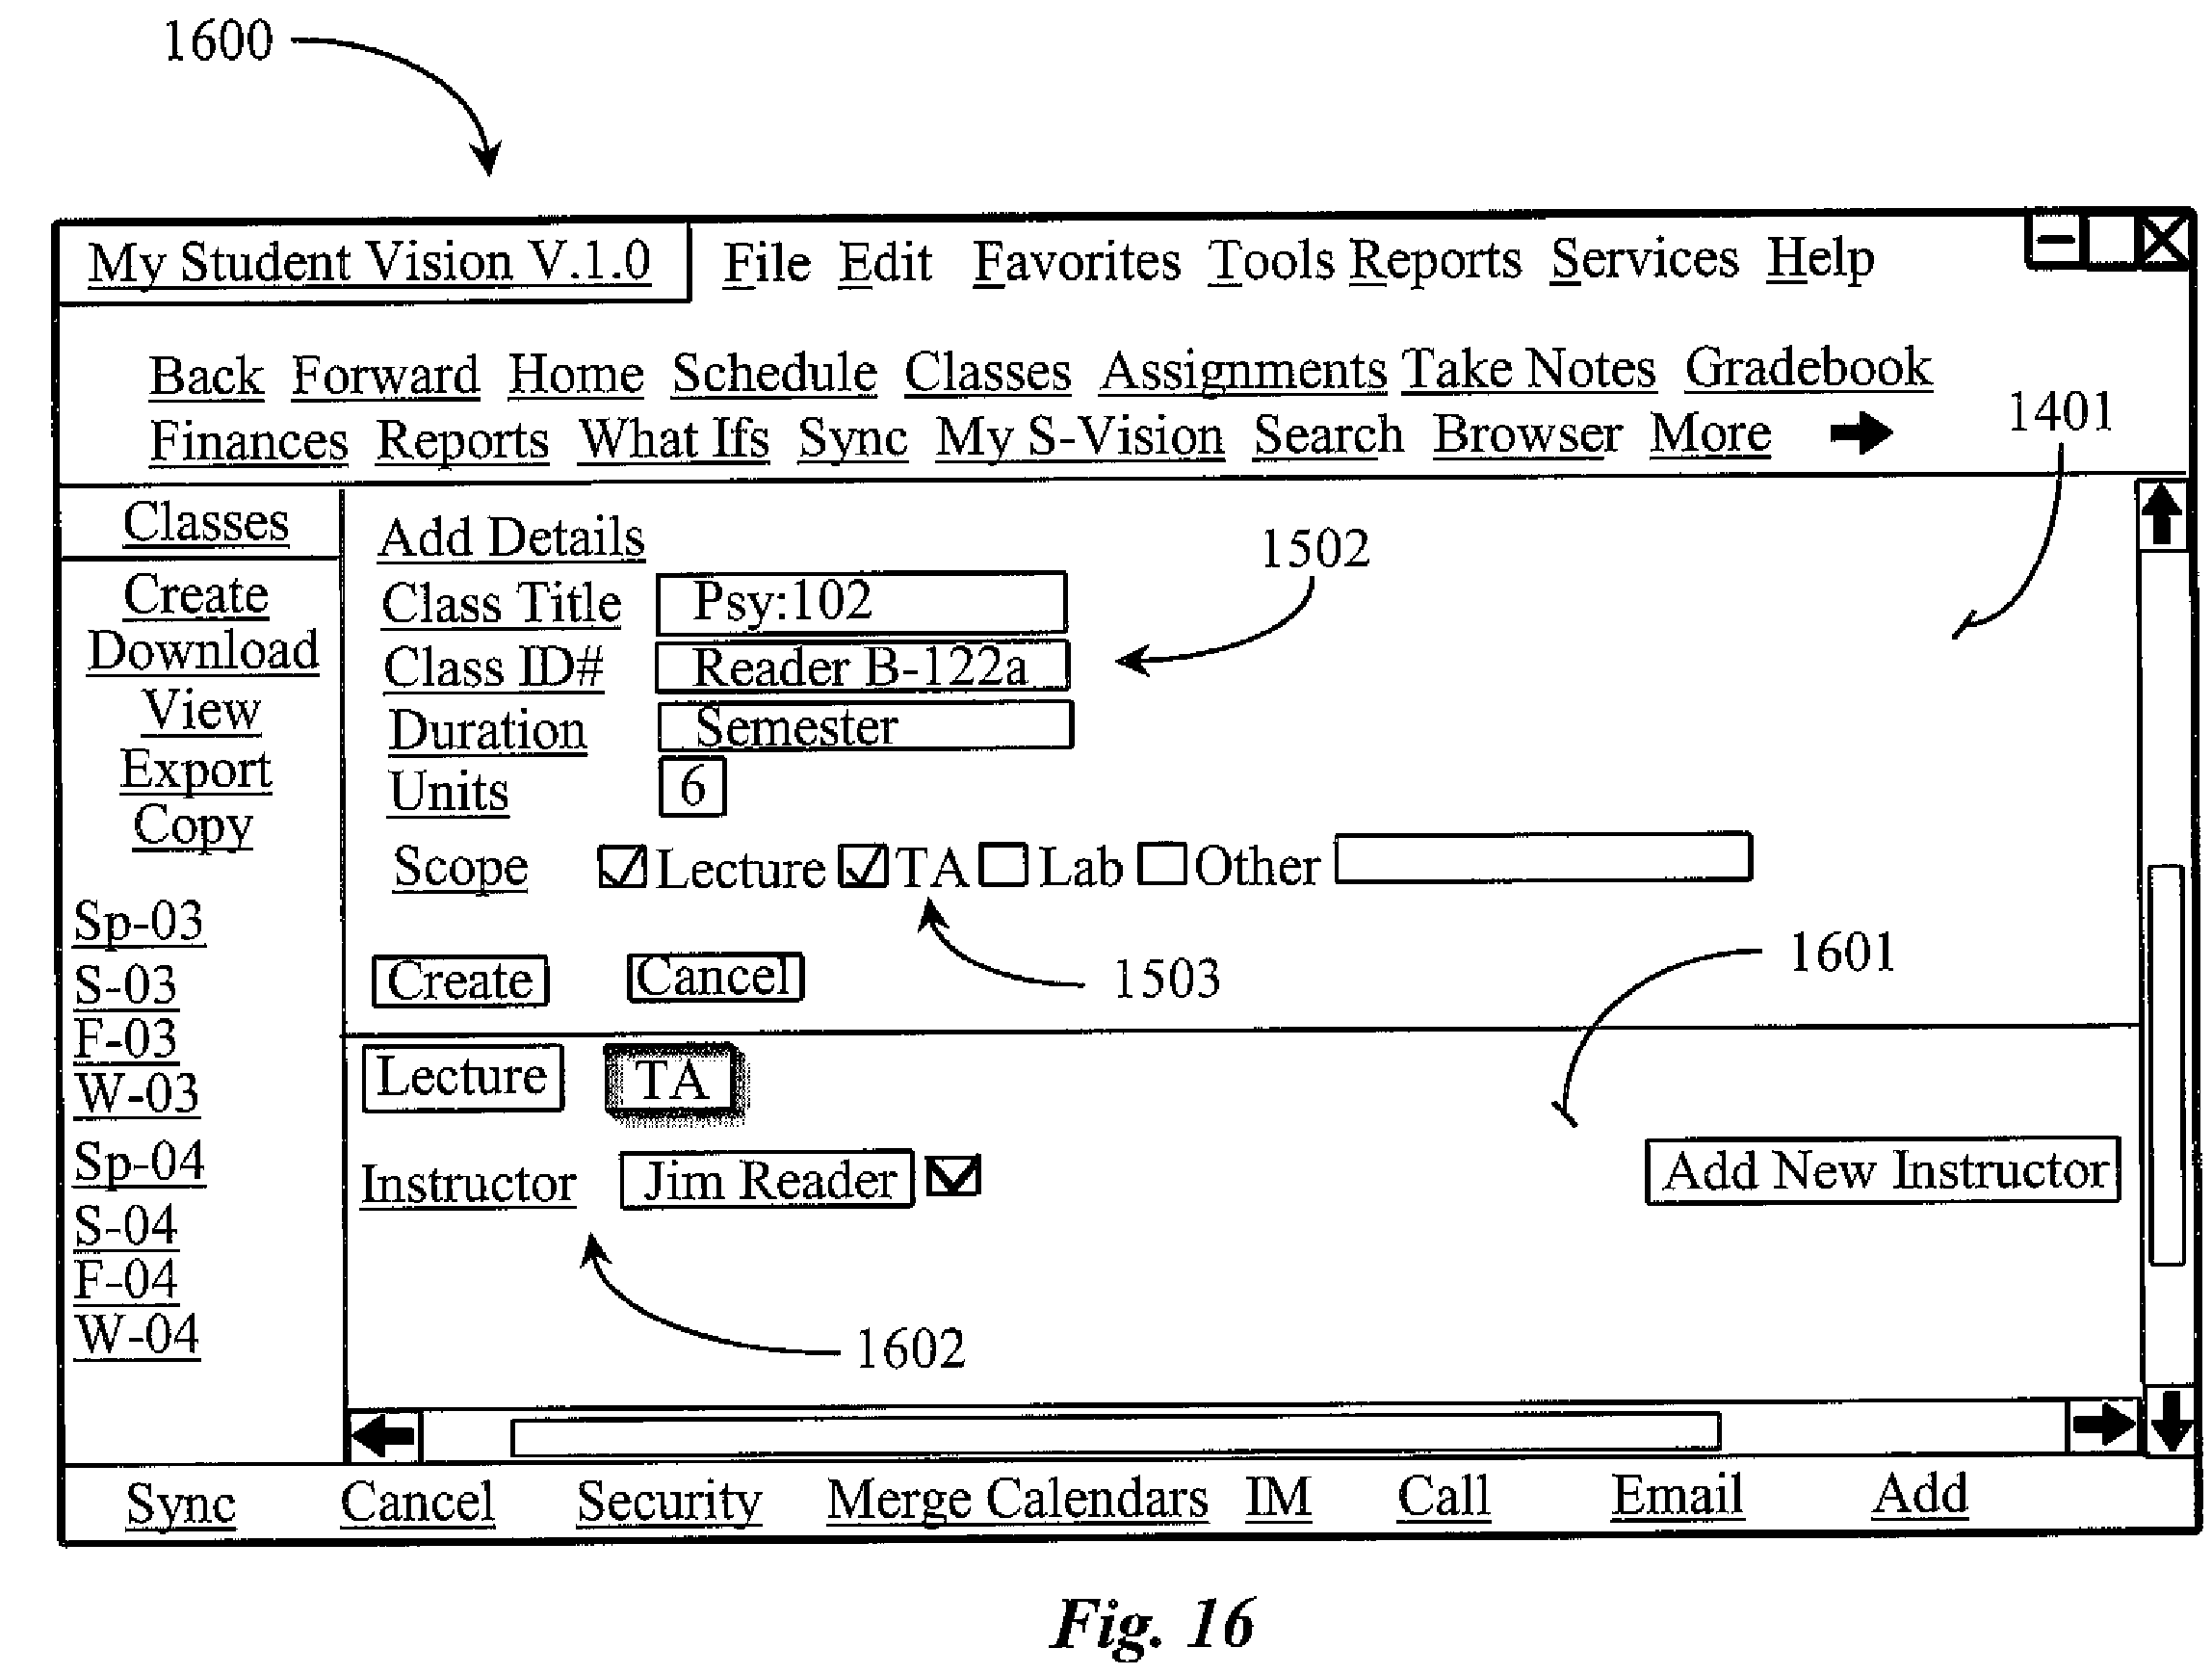 1600
My Student Vision V.1.0 File Edit Favorites Tools Reports Services Help
Back Forward Home Schedule Classes Assignments Take Notes Gradebook
Finances Reports What Ifs Sync My S-Vision Search Browser More
1401
Classes
Create
Download
View
Export
Copy
Sp-03
S-03
F-03
W-03
Sp-04
S-04
F-04
W-04
Add Details
1502
Class Title Psy:102
Class ID# Reader B-122a
Duration Semester
Units 6
Scope Lecture TA Lab Other
Create Cancel
1503
1601
Lecture TA
Instructor Jim Reader Add New Instructor
1602
Sync Cancel Security Merge Calendars IM Call Email Add
Fig. 16